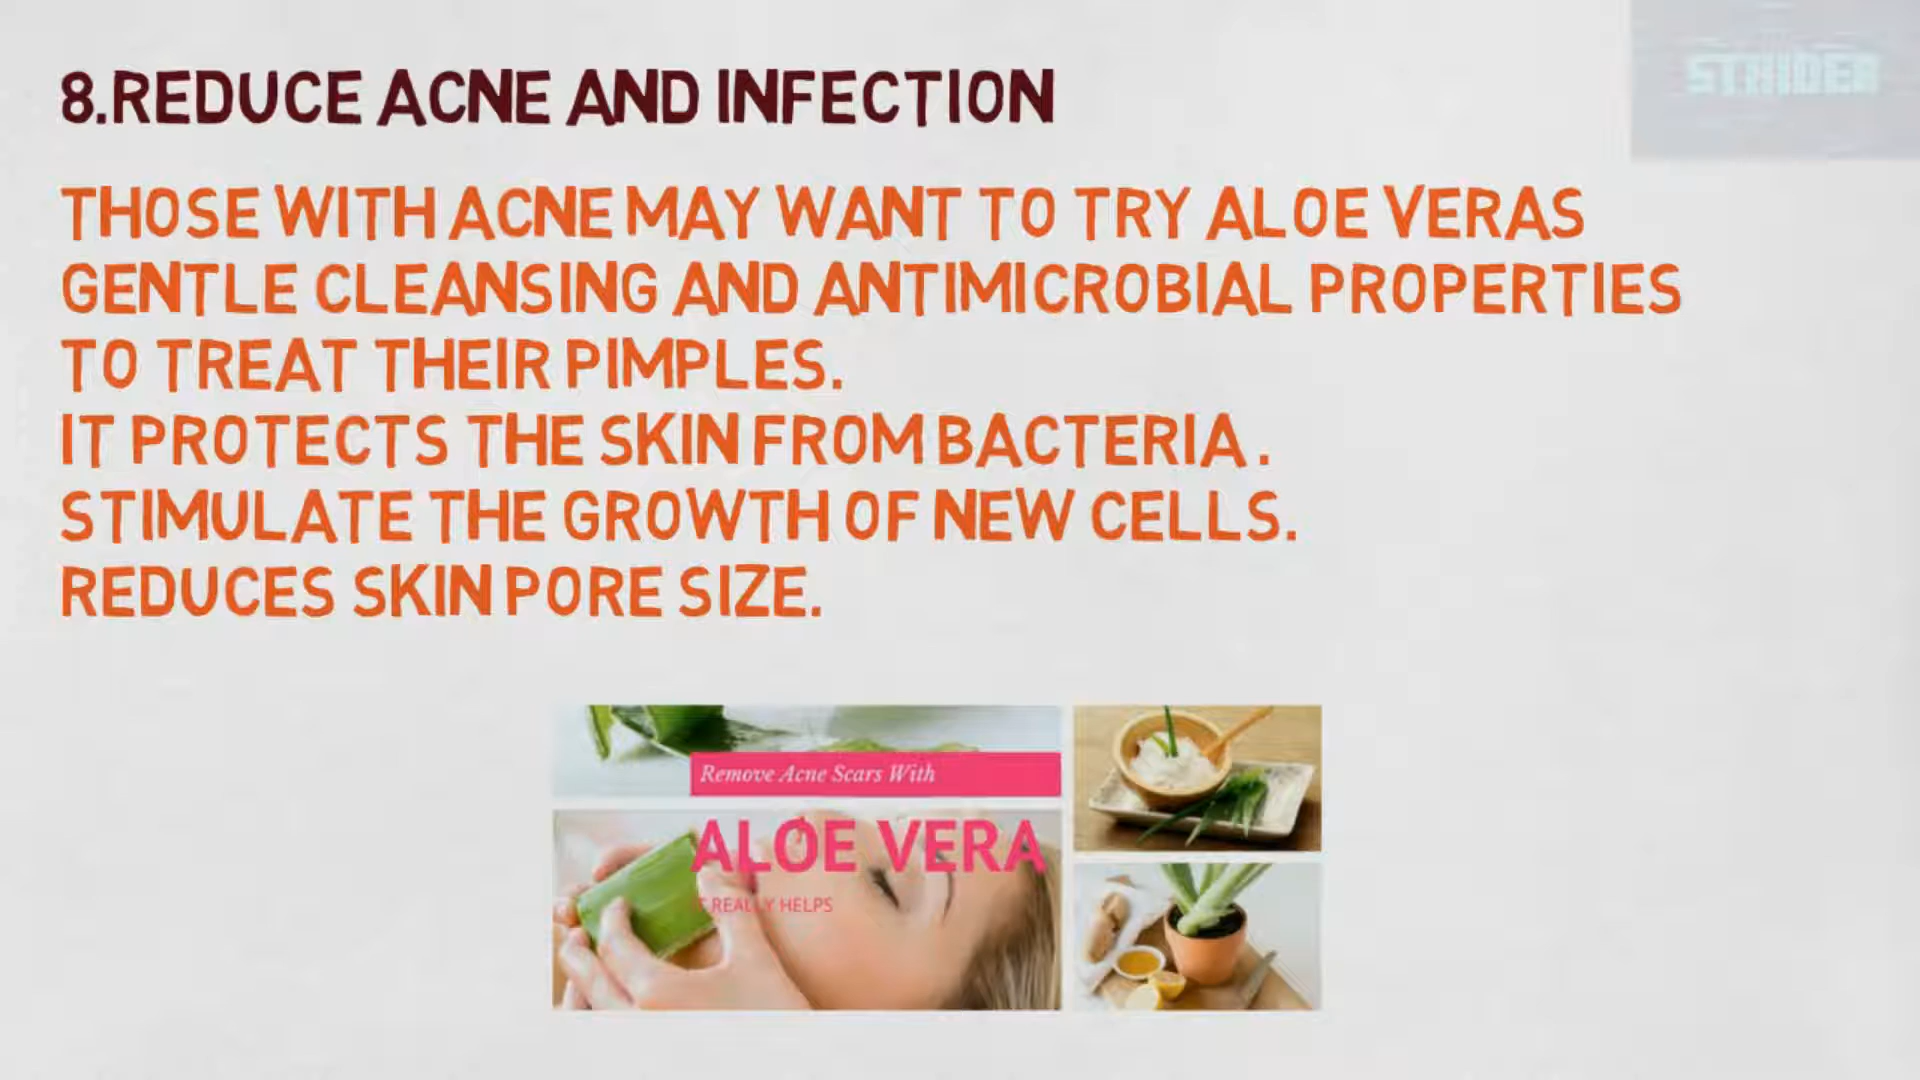 8.REDUCE ACNE AND INFECTION
THOSE WITH ACNE MAY WANT TO TRY ALOE VERAS
GENTLE CLEANSING AND ANTIMICROBIAL PROPERTIES
TO TREAT THEIR PIMPLES.
IT PROTECTS THE SKIN FROM BACTERIA .
STIMULATE THE GROWTH OF NEW CELLS.
REDUCES SKIN PORE SIZE.
Remove Acne Scars With
ALOE VERA
REALLY HELPS